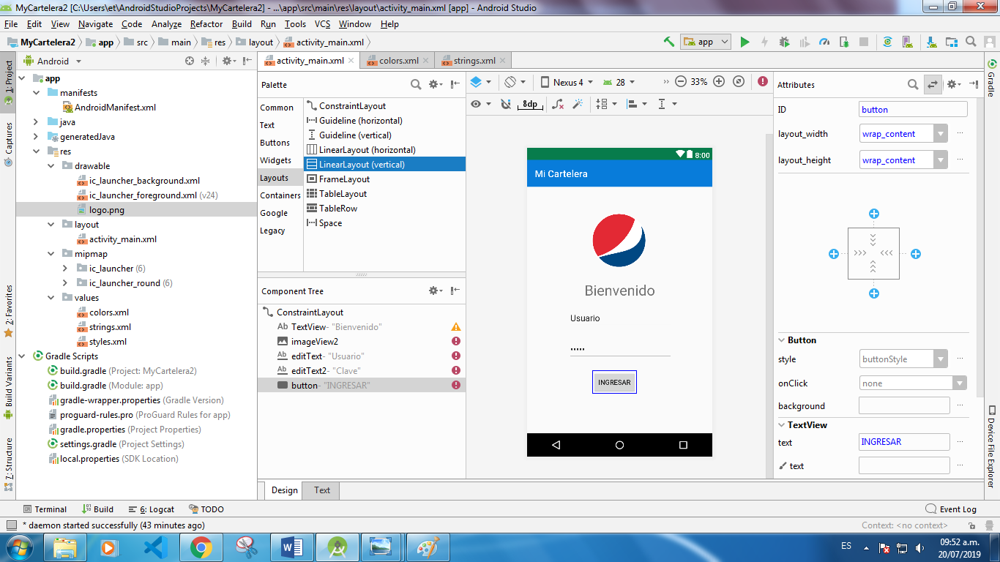 MyCartelera2 [C:\Users\et\AndroidStudioProjects\MyCartelera2] - ...\app\src\main\res\layout\activity_main.xml [app] - Android Studio
File Edit View Navigate Code Analyze Refactor Build Run Tools VCS Window Help
MyCartelera2 app src main res layout activity_main.xml
app
Android
activity_main.xml colors.xml strings.xml
1: Project
Captures
2: Favorites
Build Variants
7: Structure
app
manifests
AndroidManifest.xml
java
generatedJava
res
drawable
ic_launcher_background.xml
ic_launcher_foreground.xml (v24)
logo.png
layout
activity_main.xml
mipmap
ic_launcher (6)
ic_launcher_round (6)
values
colors.xml
strings.xml
styles.xml
Gradle Scripts
build.gradle (Project: MyCartelera2)
build.gradle (Module: app)
gradle-wrapper.properties (Gradle Version)
proguard-rules.pro (ProGuard Rules for app)
gradle.properties (Project Properties)
settings.gradle (Project Settings)
local.properties (SDK Location)
Palette
Common
Text
Buttons
Widgets
Layouts
Containers
Google
Legacy
ConstraintLayout
Guideline (horizontal)
Guideline (vertical)
LinearLayout (horizontal)
LinearLayout (vertical)
FrameLayout
TableLayout
TableRow
Space
Component Tree
ConstraintLayout
Ab TextView- "Bienvenido"
imageView2
Ab editText- "Usuario"
Ab editText2- "Clave"
button- "INGRESAR"
Nexus 4 28 33%
8dp
8:00
Mi Cartelera
Bienvenido
Usuario
•••••
INGRESAR
Attributes
ID button
layout_width wrap_content
layout_height wrap_content
Button
style buttonStyle
onClick none
background
TextView
text INGRESAR
text
Gradle
Device File Explorer
Design Text
Terminal Build 6: Logcat TODO Event Log
* daemon started successfully (43 minutes ago) Context: <no context>
ES 09:52 a.m.
20/07/2019